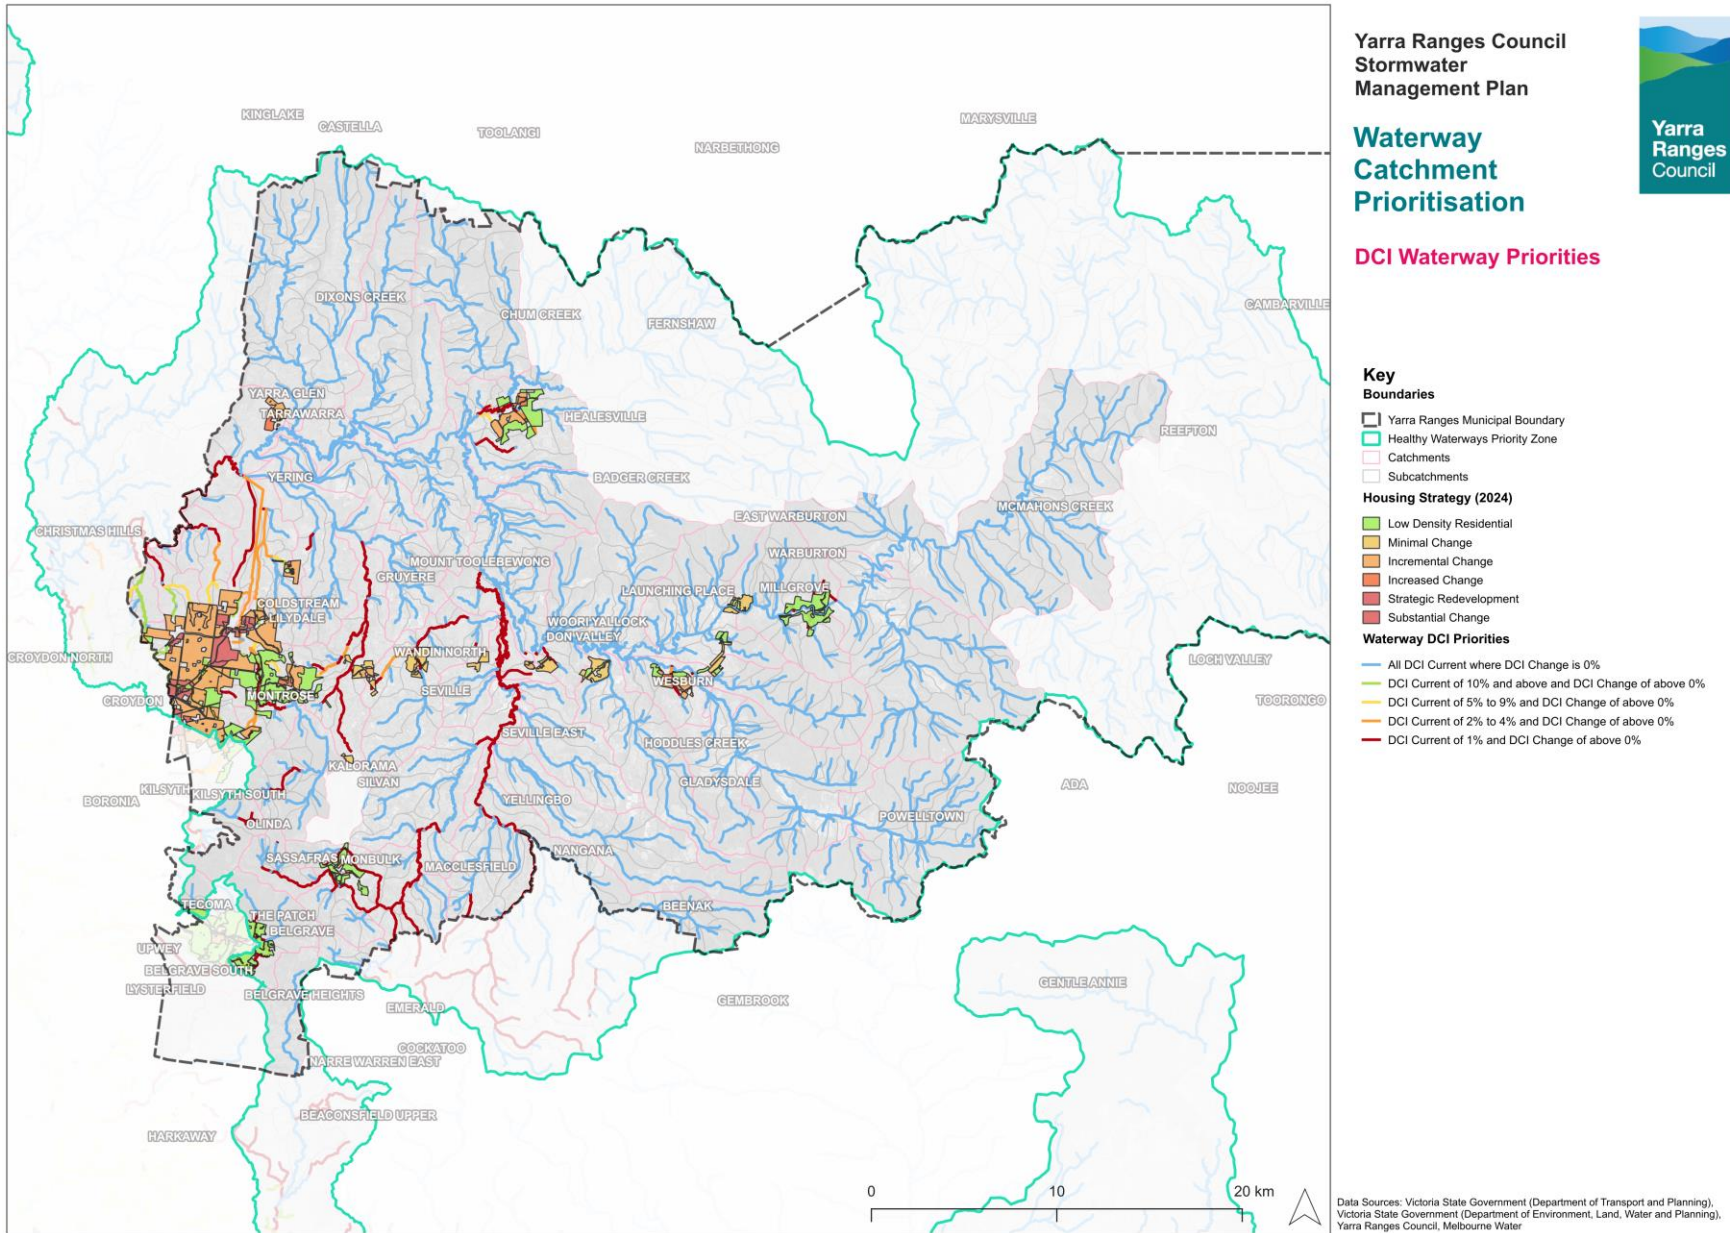 Yarra Ranges Council
Stormwater
Management Plan
Waterway
Catchment
Prioritisation
DCI Waterway Priorities
Yarra
Ranges
Council
Key
Boundaries
Yarra Ranges Municipal Boundary
Healthy Waterways Priority Zone
Catchments
Subcatchments
Housing Strategy (2024)
Low Density Residential
Minimal Change
Incremental Change
Increased Change
Strategic Redevelopment
Substantial Change
Waterway DCI Priorities
All DCI Current where DCI Change is 0%
DCI Current of 10% and above and DCI Change of above 0%
DCI Current of 5% to 9% and DCI Change of above 0%
DCI Current of 2% to 4% and DCI Change of above 0%
DCI Current of 1% and DCI Change of above 0%
KINGLAKE
CASTELLA
TOOLANGI
NARBETHONG
MARYSVILLE
DIXONS CREEK
CHUM CREEK
FERNSHAW
CAMBARVILLE
YARRA GLEN
TARRAWARRA
HEALESVILLE
REEFTON
YERING
BADGER CREEK
MCMAHONS CREEK
CHRISTMAS HILLS
EAST WARBURTON
WARBURTON
MOUNT TOOLEBEWONG
GRUYERE
LAUNCHING PLACE
MILLGROVE
COLDSTREAM
LILYDALE
WOORI YALLOCK
DON VALLEY
CROYDON NORTH
WANDIN NORTH
LOCH VALLEY
CROYDON
MONTROSE
SEVILLE
WESBURN
TOORONGO
SEVILLE EAST
HODDLES CREEK
KALORAMA
SILVAN
GLADYSDALE
ADA
NOOJEE
BORONIA
KILSYTH
KILSYTH SOUTH
YELLINGBO
OLINDA
POWELLTOWN
SASSAFRAS
MONBULK
MACCLESFIELD
NANGANA
TECOMA
THE PATCH
BELGRAVE
BEENAK
UPWEY
BELGRAVE SOUTH
LYSTERFIELD
BELGRAVE HEIGHTS
EMERALD
GEMBROOK
GENTLE ANNIE
COCKATOO
NARRE WARREN EAST
BEACONSFIELD UPPER
HARKAWAY
0 10 20 km
Data Sources: Victoria State Government (Department of Transport and Planning),
Victoria State Government (Department of Environment, Land, Water and Planning),
Yarra Ranges Council, Melbourne Water